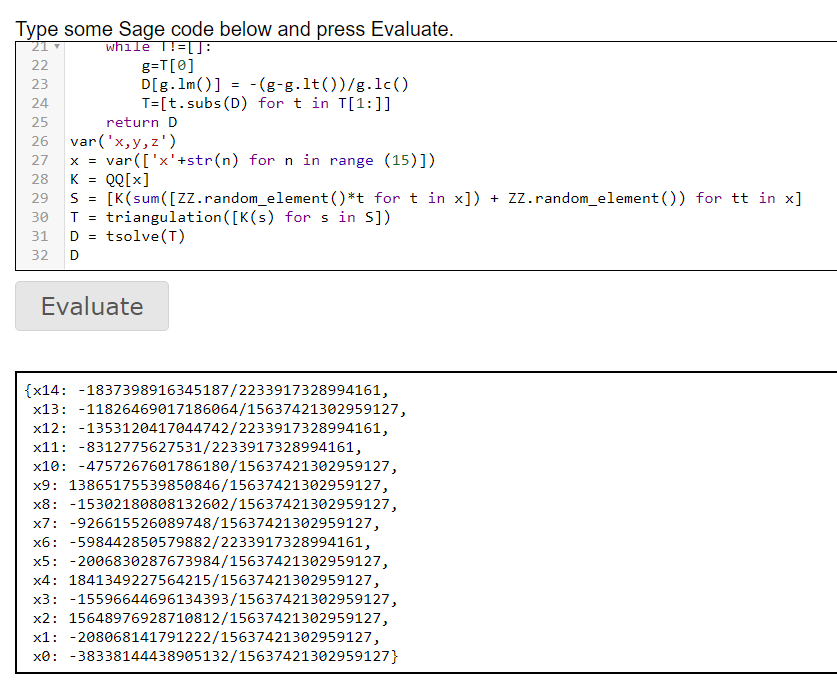 Type some Sage code below and press Evaluate.
21 while T!=[]:
22 g=T[0]
23 D[g.lm()] = -(g-g.lt())/g.lc()
24 T=[t.subs(D) for t in T[1:]]
25 return D
26 var('x,y,z')
27 x = var(['x'+str(n) for n in range (15)])
28 K = QQ[x]
29 S = [K(sum([ZZ.random_element()*t for t in x]) + ZZ.random_element()) for tt in x]
30 T = triangulation([K(s) for s in S])
31 D = tsolve(T)
32 D
Evaluate
{x14: -1837398916345187/2233917328994161,
x13: -11826469017186064/15637421302959127,
x12: -1353120417044742/2233917328994161,
x11: -8312775627531/2233917328994161,
x10: -4757267601786180/15637421302959127,
x9: 13865175539850846/15637421302959127,
x8: -15302180808132602/15637421302959127,
x7: -926615526089748/15637421302959127,
x6: -598442850579882/2233917328994161,
x5: -2006830287673984/15637421302959127,
x4: 1841349227564215/15637421302959127,
x3: -15596644696134393/15637421302959127,
x2: 15648976928710812/15637421302959127,
x1: -208068141791222/15637421302959127,
x0: -38338144438905132/15637421302959127}